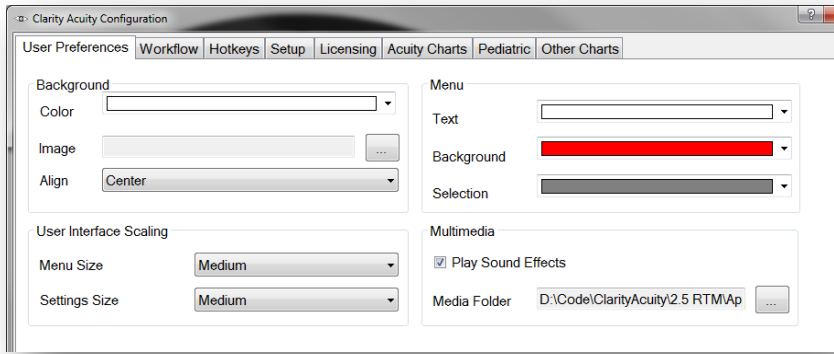 Clarity Acuity Configuration
User Preferences Workflow Hotkeys Setup Licensing Acuity Charts Pediatric Other Charts
Background
Color
Image ...
Align Center
Menu
Text
Background
Selection
User Interface Scaling
Menu Size Medium
Settings Size Medium
Multimedia
Play Sound Effects
Media Folder D:\Code\ClarityAcuity\2.5 RTM\Ap ...